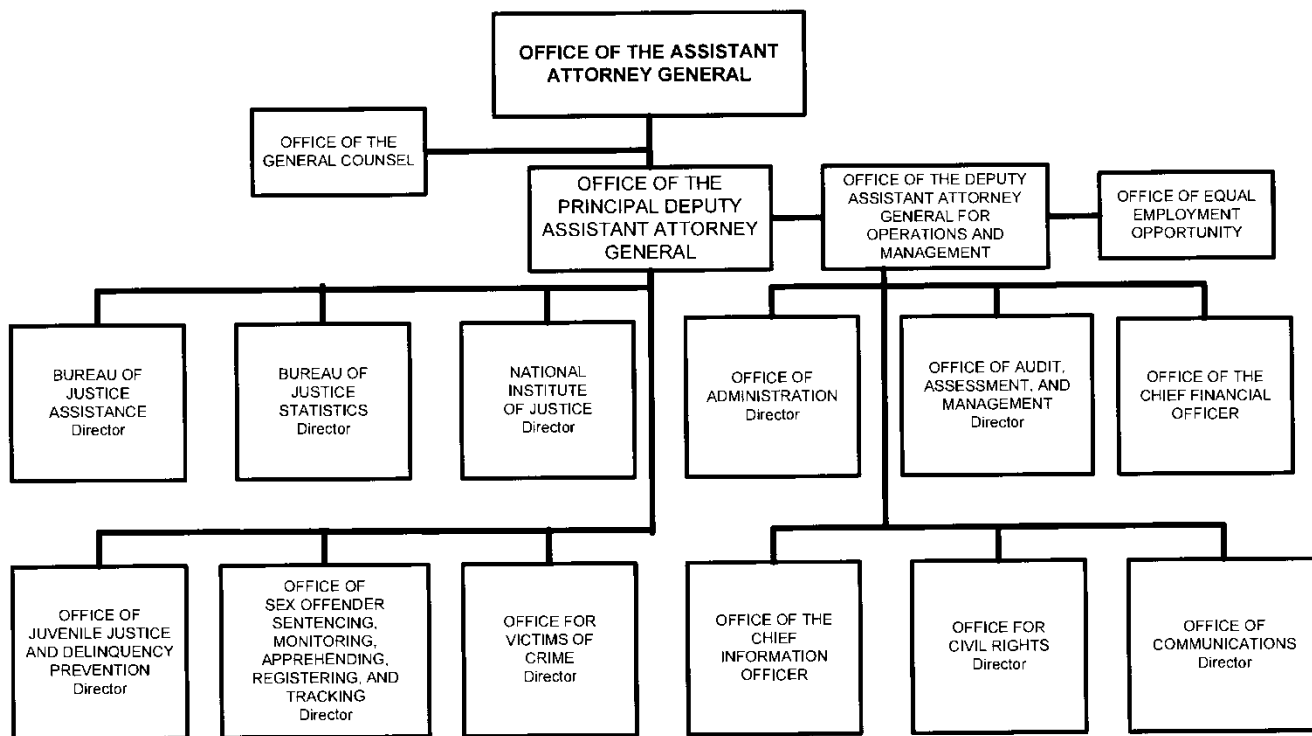 OFFICE OF THE ASSISTANT
ATTORNEY GENERAL
OFFICE OF THE
GENERAL COUNSEL
OFFICE OF THE
PRINCIPAL DEPUTY
ASSISTANT ATTORNEY
GENERAL
OFFICE OF THE DEPUTY
ASSISTANT ATTORNEY
GENERAL FOR
OPERATIONS AND
MANAGEMENT
OFFICE OF EQUAL
EMPLOYMENT
OPPORTUNITY
BUREAU OF
JUSTICE
ASSISTANCE
Director
BUREAU OF
JUSTICE
STATISTICS
Director
NATIONAL
INSTITUTE
OF JUSTICE
Director
OFFICE OF
ADMINISTRATION
Director
OFFICE OF AUDIT,
ASSESSMENT, AND
MANAGEMENT
Director
OFFICE OF THE
CHIEF FINANCIAL
OFFICER
OFFICE OF
JUVENILE JUSTICE
AND DELINQUENCY
PREVENTION
Director
OFFICE OF
SEX OFFENDER
SENTENCING,
MONITORING,
APPREHENDING,
REGISTERING, AND
TRACKING
Director
OFFICE FOR
VICTIMS OF
CRIME
Director
OFFICE OF THE
CHIEF
INFORMATION
OFFICER
OFFICE FOR
CIVIL RIGHTS
Director
OFFICE OF
COMMUNICATIONS
Director